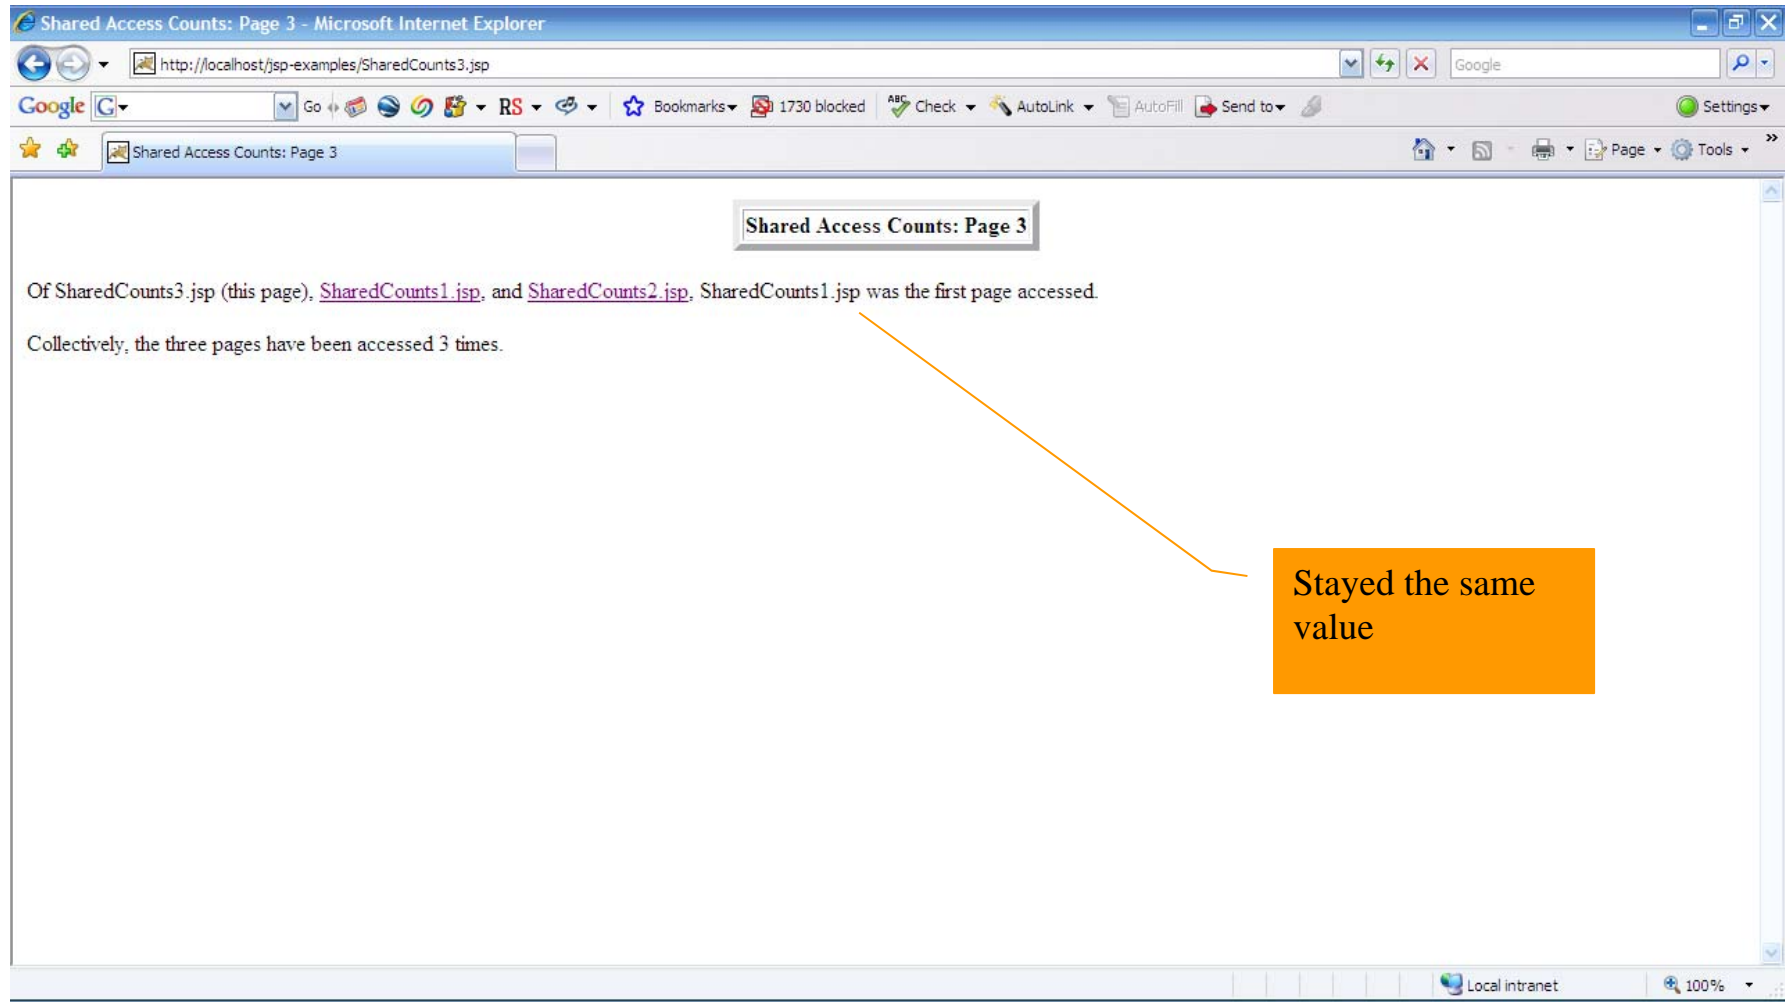 Shared Access Counts: Page 3 - Microsoft Internet Explorer
http://localhost/jsp-examples/SharedCounts3.jsp
Google
Google G Go RS Bookmarks 1730 blocked ABC Check AutoLink AutoFill Send to Settings
Shared Access Counts: Page 3
Page Tools »
Shared Access Counts: Page 3
Of SharedCounts3.jsp (this page), SharedCounts1.jsp, and SharedCounts2.jsp, SharedCounts1.jsp was the first page accessed.
Collectively, the three pages have been accessed 3 times.
Stayed the same
value
Local intranet 100%